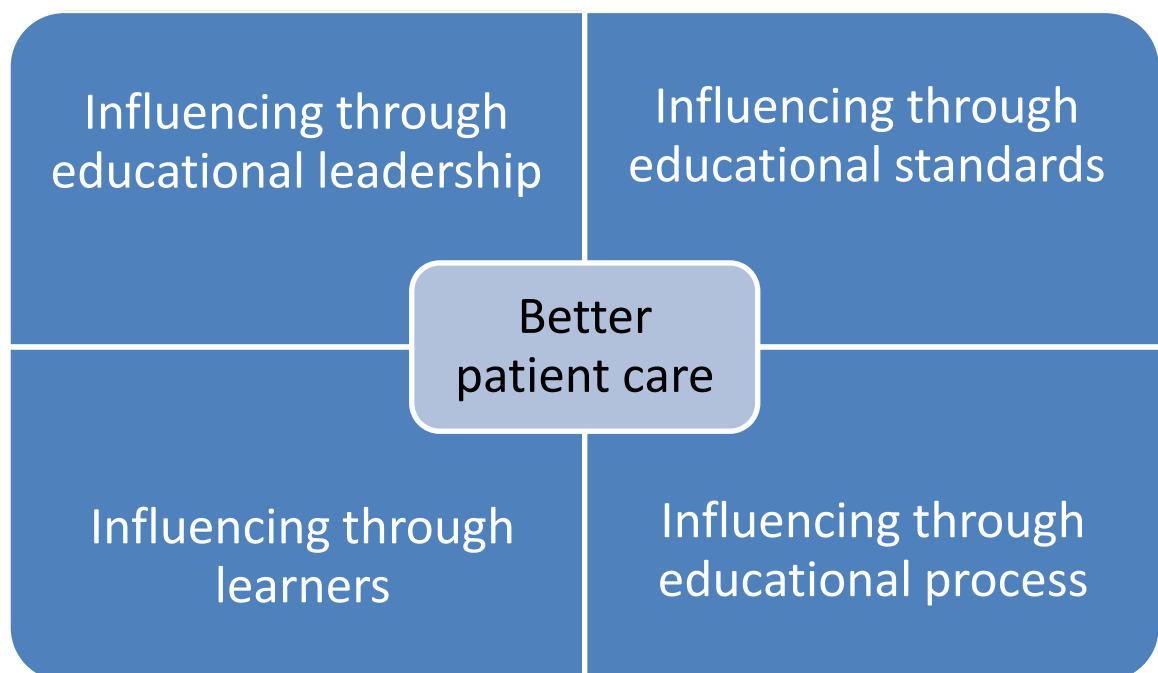 Influencing through
educational leadership
Influencing through
educational standards
Better
patient care
Influencing through
learners
Influencing through
educational process